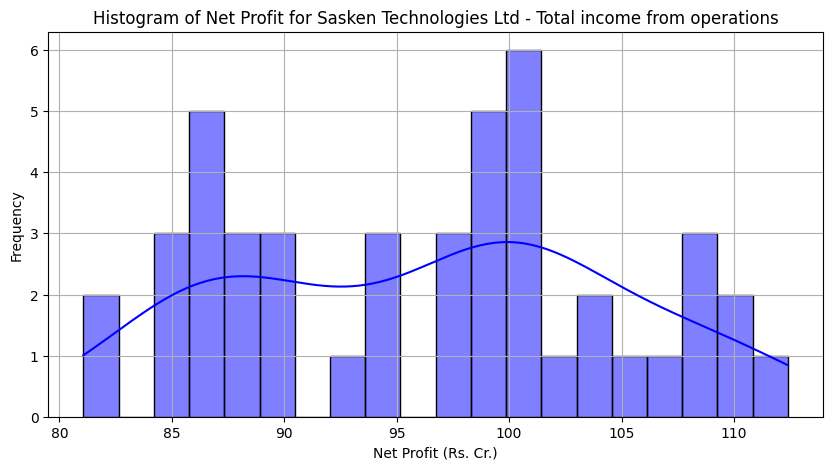 Histogram of Net Profit for Sasken Technologies Ltd - Total income from operations
6
5
4
3
2
1
0
Frequency
80 85 90 95 100 105 110
Net Profit (Rs. Cr.)